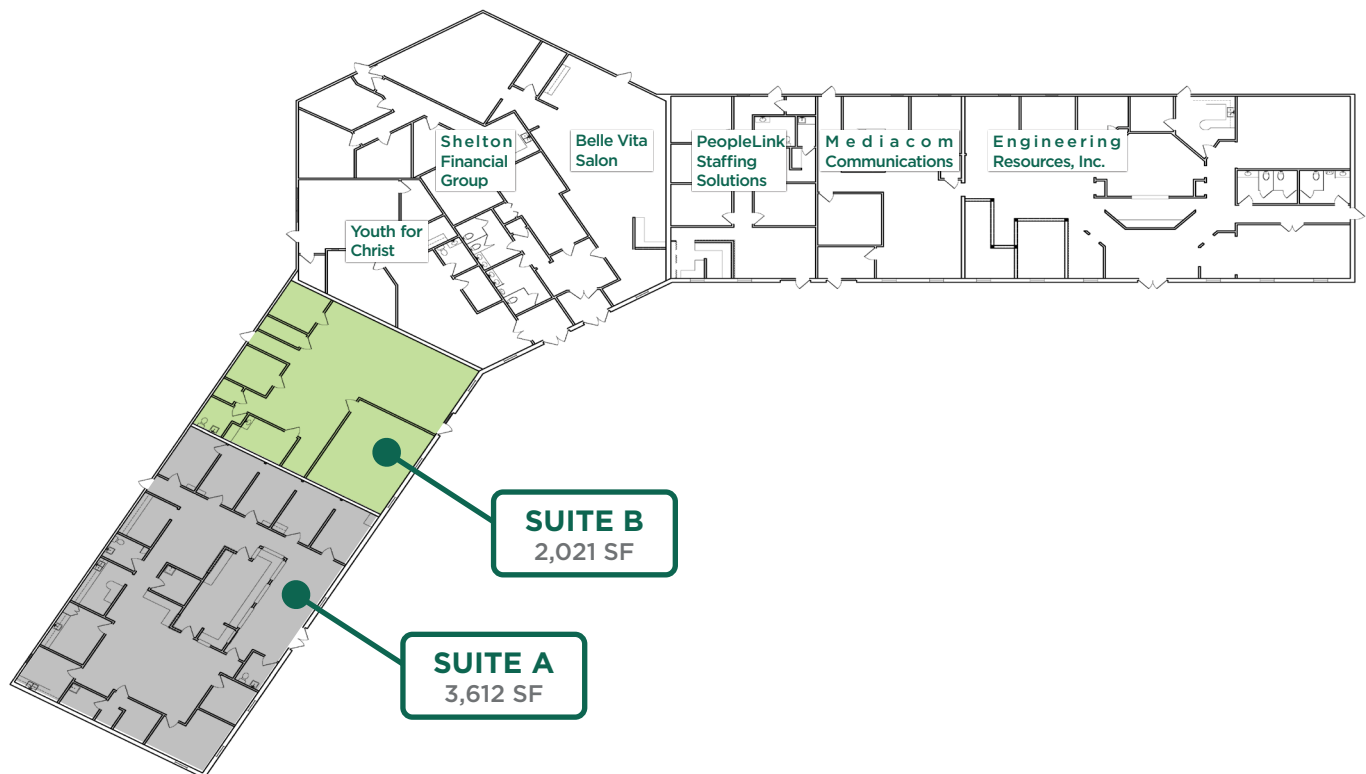 Shelton
Financial
Group
Belle Vita
Salon
PeopleLink
Staffing
Solutions
Mediacom
Communications
Engineering
Resources, Inc.
Youth for
Christ
SUITE B
2,021 SF
SUITE A
3,612 SF